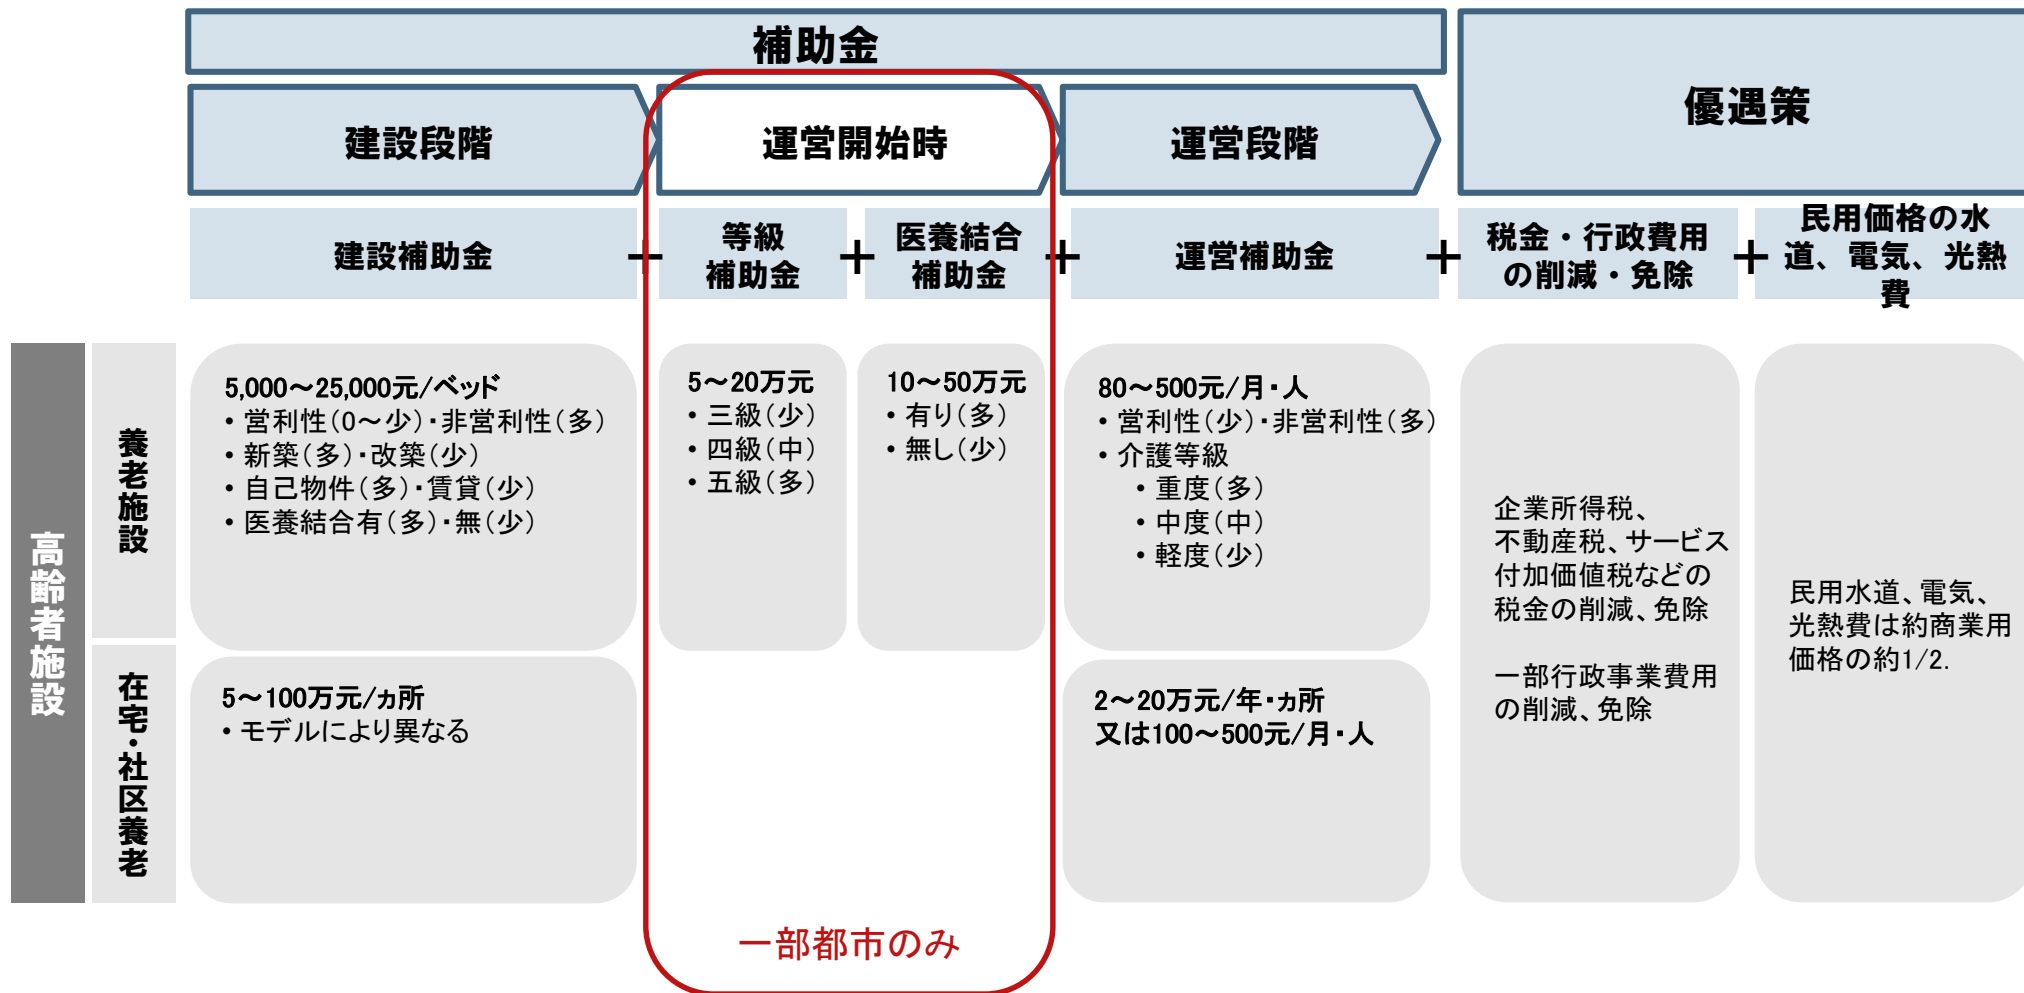 補助金
優遇策
建設段階
運営開始時
運営段階
建設補助金
+
等級
補助金
+
医養結合
補助金
+
運営補助金
+
税金・行政費用
の削減・免除
+
民用価格の水
道、電気、光熱
費
高齢者施設
養老施設
5,000～25,000元/ベッド
• 営利性(0～少)・非営利性(多)
• 新築(多)・改築(少)
• 自己物件(多)・賃貸(少)
• 医養結合有(多)・無(少)
5～20万元
• 三級(少)
• 四級(中)
• 五級(多)
10～50万元
• 有り(多)
• 無し(少)
80～500元/月・人
• 営利性(少)・非営利性(多)
• 介護等級
• 重度(多)
• 中度(中)
• 軽度(少)
企業所得税、
不動産税、サービス
付加価値税などの
税金の削減、免除
一部行政事業費用
の削減、免除
民用水道、電気、
光熱費は約商業用
価格の約1/2.
在宅・社区養老
5～100万元/ヵ所
• モデルにより異なる
2～20万元/年・ヵ所
又は100～500元/月・人
一部都市のみ